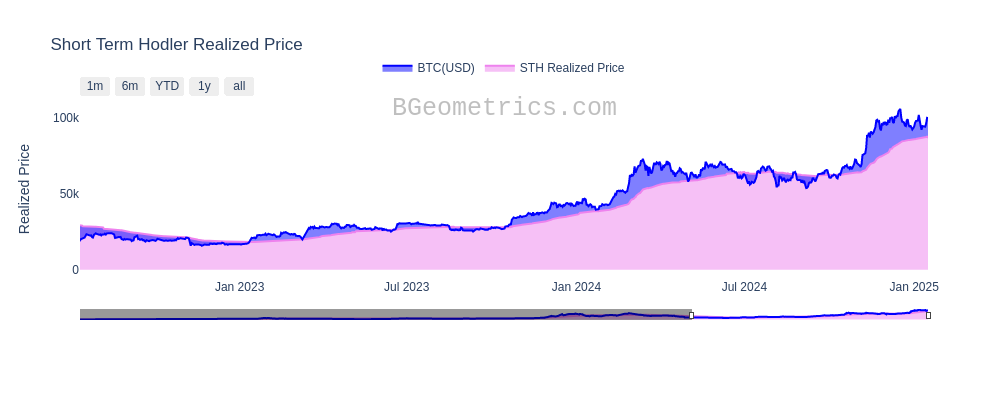 Short Term Hodler Realized Price
BTC(USD) STH Realized Price
1m 6m YTD 1y all
BGeometrics.com
100k
50k
0
Realized Price
Jan 2023 Jul 2023 Jan 2024 Jul 2024 Jan 2025